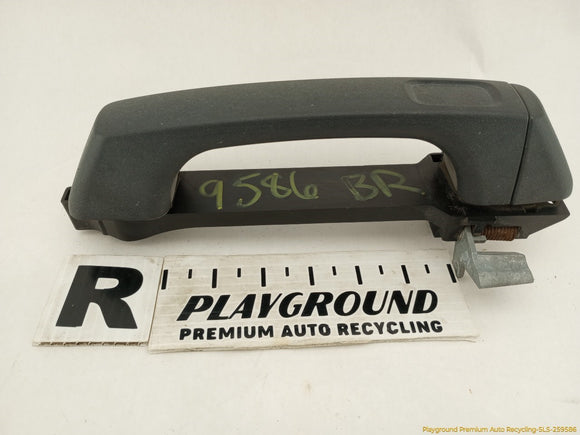 9586 BR
R
PLAYGROUND
PREMIUM AUTO RECYCLING
Playground Premium Auto Recycling-SLS-259586